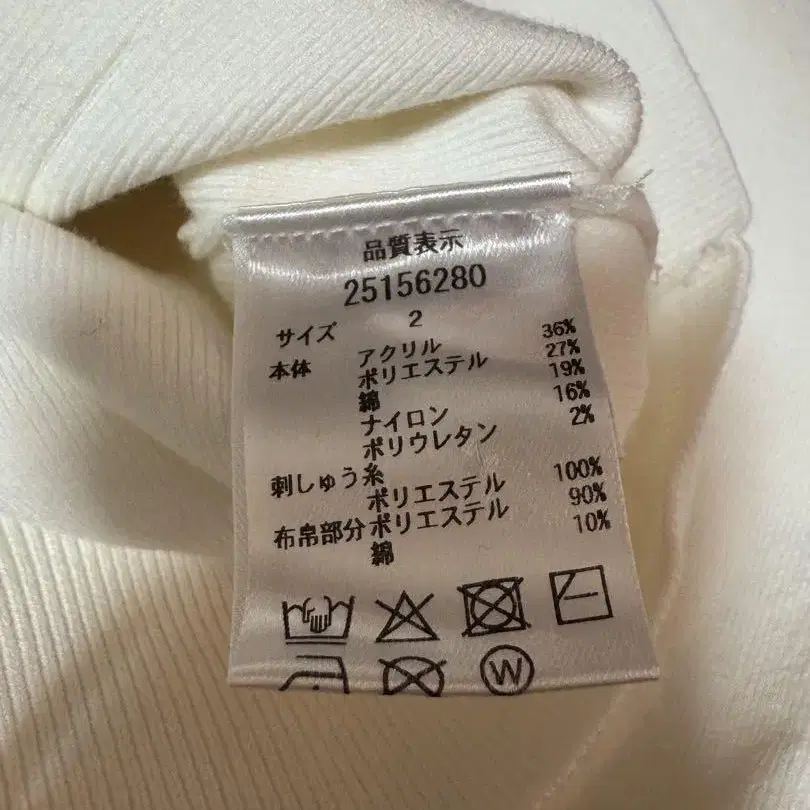 品質表示
25156280
サイズ 2
本体 アクリル 36%
ポリエステル 27%
綿 19%
ナイロン 16%
ポリウレタン 2%
刺しゅう糸
ポリエステル 100%
布帛部分 ポリエステル 90%
綿 10%
W